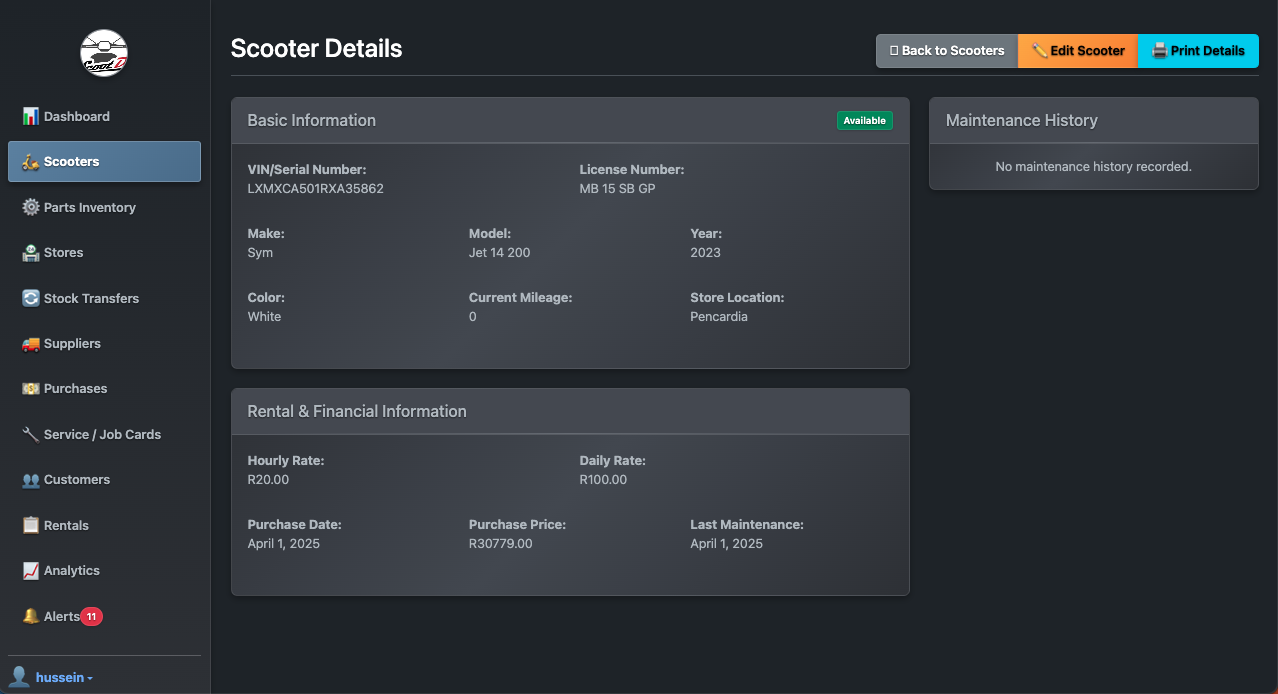 Scoot D
Dashboard
Scooters
Parts Inventory
Stores
Stock Transfers
Suppliers
Purchases
Service / Job Cards
Customers
Rentals
Analytics
Alerts 11
hussein
Scooter Details
Back to Scooters
Edit Scooter
Print Details
Basic Information
Available
VIN/Serial Number: License Number:
LXMXCA501RXA35862 MB 15 SB GP
Make: Model: Year:
Sym Jet 14 200 2023
Color: Current Mileage: Store Location:
White 0 Pencardia
Rental & Financial Information
Hourly Rate: Daily Rate:
R20.00 R100.00
Purchase Date: Purchase Price: Last Maintenance:
April 1, 2025 R30779.00 April 1, 2025
Maintenance History
No maintenance history recorded.